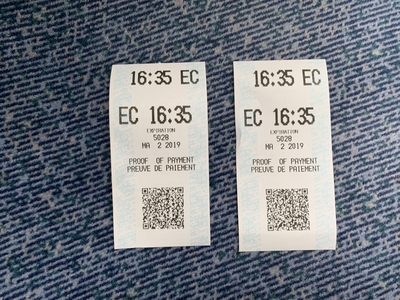 16:35 EC
EC 16:35
EXPIRATION
5028
MA 2 2019
PROOF OF PAYMENT
PREUVE DE PAIEMENT
16:35 EC
EC 16:35
EXPIRATION
5028
MA 2 2019
PROOF OF PAYMENT
PREUVE DE PAIEMENT